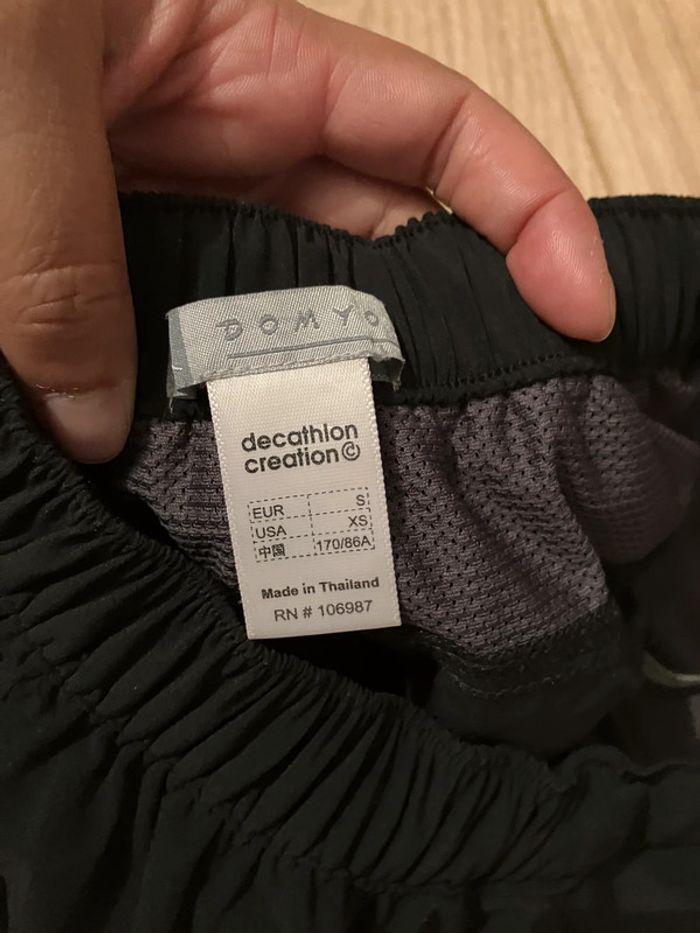 DOMYO
decathlon
creation©
EUR S
USA XS
中国 170/86A
Made in Thailand
RN # 106987